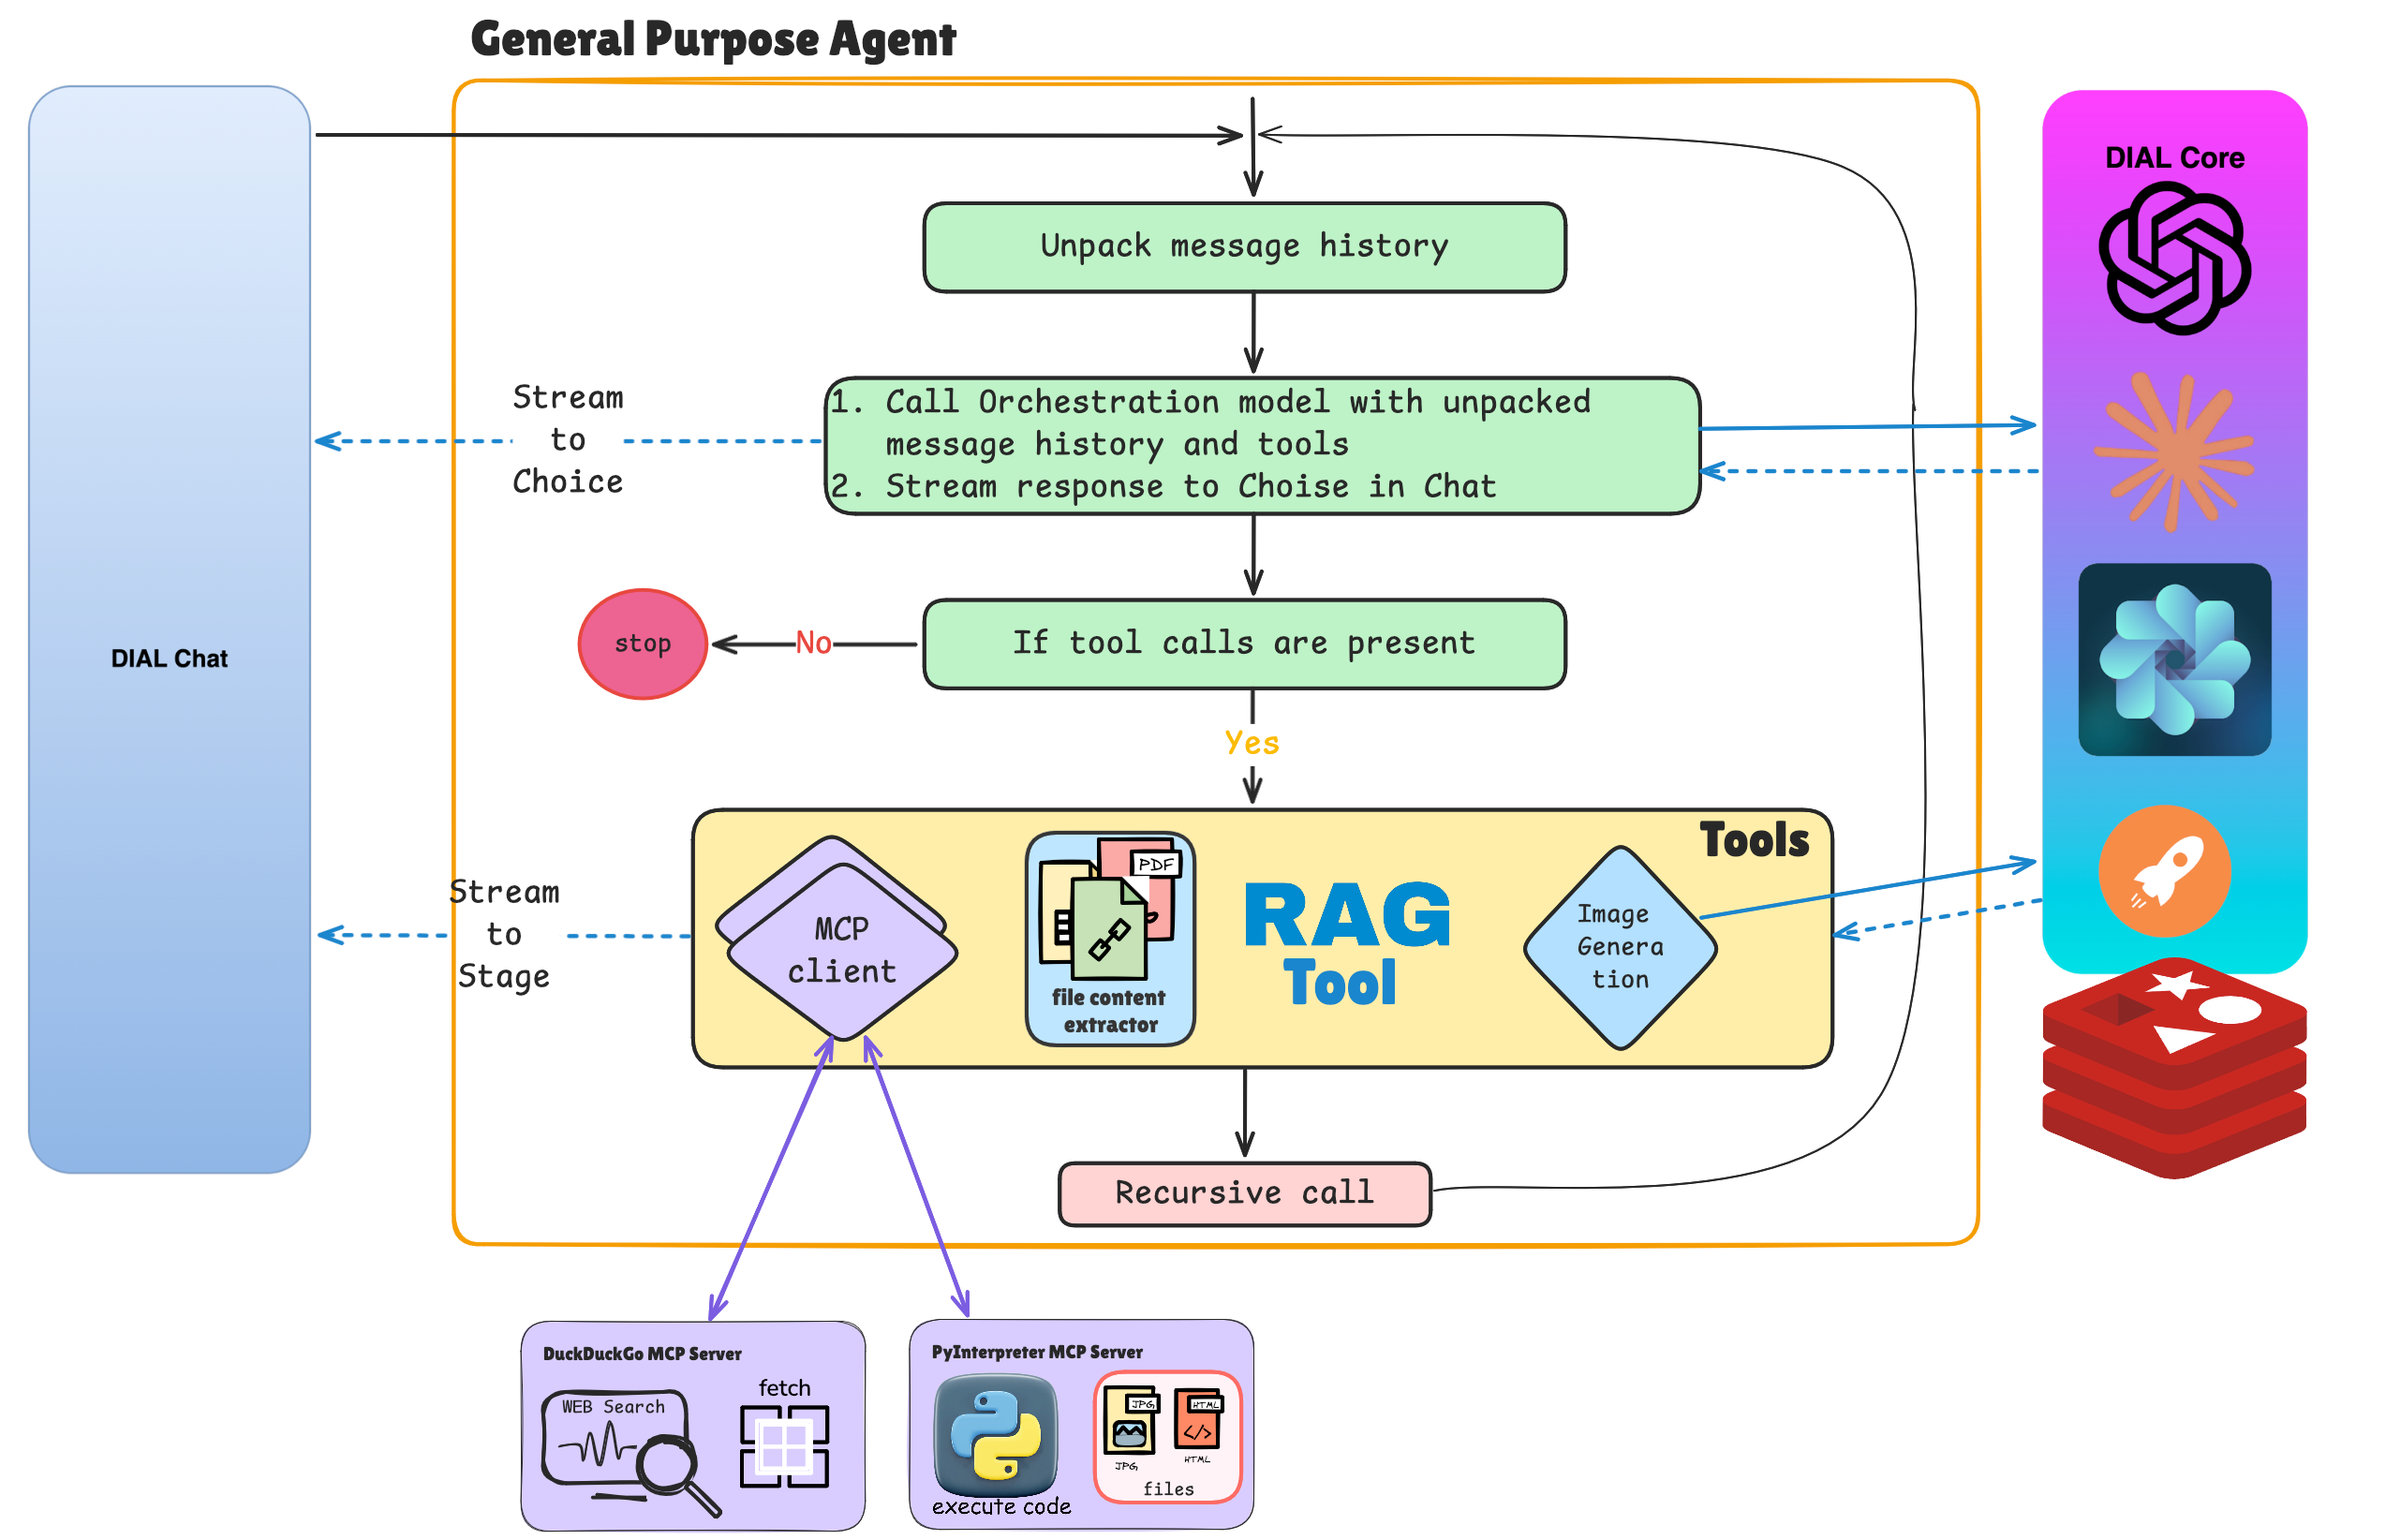 General Purpose Agent
DIAL Chat
DIAL Core
Unpack message history
Stream
to
Choice
1. Call Orchestration model with unpacked
message history and tools
2. Stream response to Choise in Chat
stop
No
If tool calls are present
Yes
Tools
Stream
to
Stage
MCP
client
PDF
file content
extractor
RAG
Tool
Image
Genera
tion
Recursive call
DuckDuckGo MCP Server
WEB Search
fetch
PyInterpreter MCP Server
execute code
JPG
JPG
HTML
</>
HTML
files